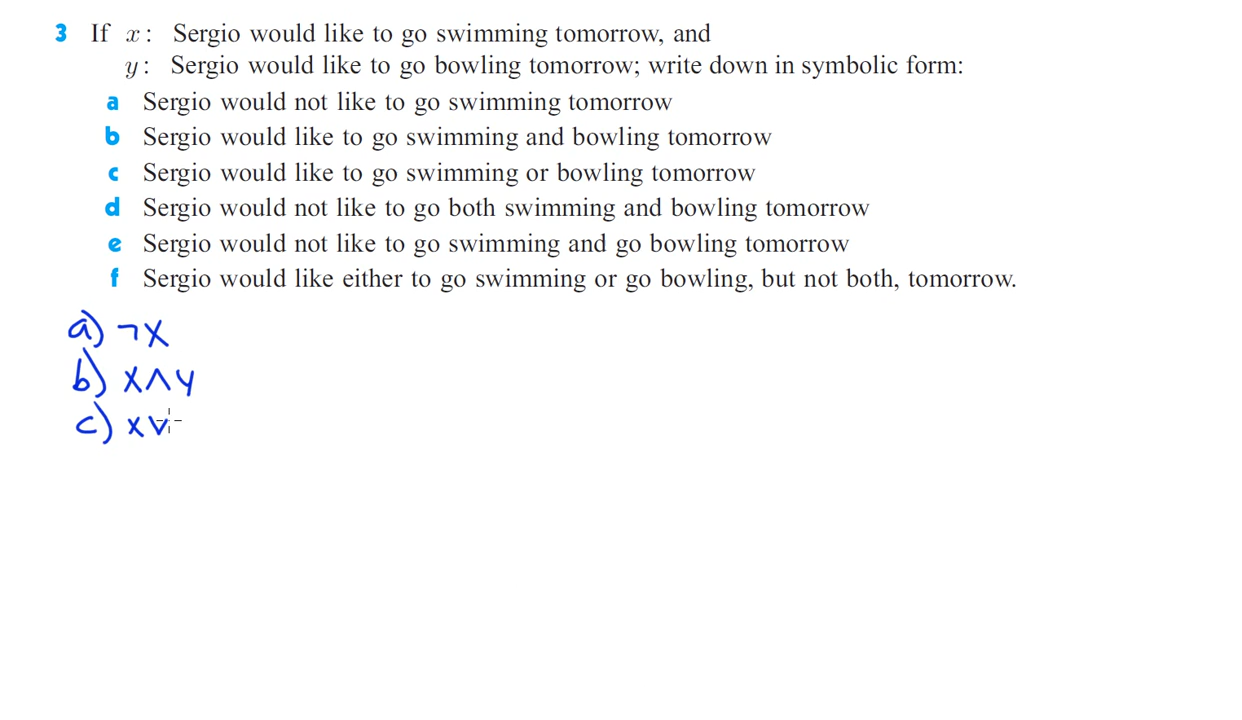 3 If x : Sergio would like to go swimming tomorrow, and
y : Sergio would like to go bowling tomorrow; write down in symbolic form:
a Sergio would not like to go swimming tomorrow
b Sergio would like to go swimming and bowling tomorrow
c Sergio would like to go swimming or bowling tomorrow
d Sergio would not like to go both swimming and bowling tomorrow
e Sergio would not like to go swimming and go bowling tomorrow
f Sergio would like either to go swimming or go bowling, but not both, tomorrow.
a) ¬x
b) x∧y
c) x∨